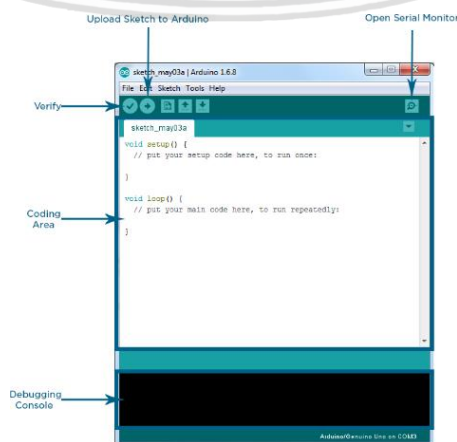 Upload Sketch to Arduino
Open Serial Monitor
sketch_may03a | Arduino 1.6.8
File Edit Sketch Tools Help
Verify
sketch_may03a
void setup() {
// put your setup code here, to run once:
}
void loop() {
// put your main code here, to run repeatedly:
}
Coding
Area
Debugging
Console
Arduino/Genuino Uno on COM3